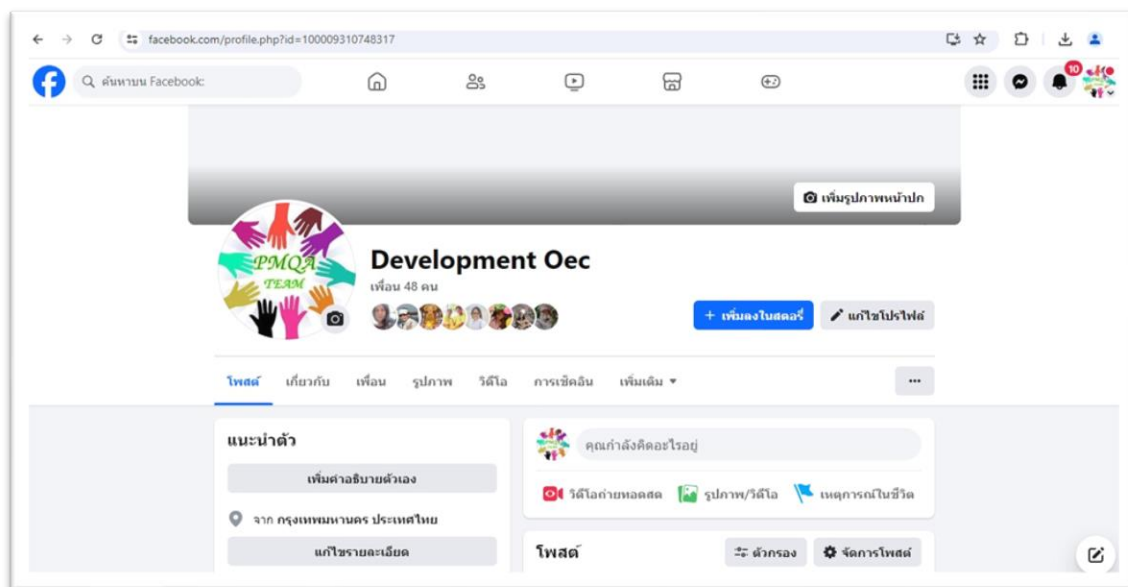 facebook.com/profile.php?id=100009310748317
ค้นหาบน Facebook:
10
เพิ่มรูปภาพหน้าปก
PMQA
TEAM
Development Oec
เพื่อน 48 คน
+ เพิ่มลงในสตอรี่
แก้ไขโปรไฟล์
โพสต์ เกี่ยวกับ เพื่อน รูปภาพ วิดีโอ การเช็คอิน เพิ่มเติม
แนะนำตัว
เพิ่มคำอธิบายตัวเอง
จาก กรุงเทพมหานคร ประเทศไทย
แก้ไขรายละเอียด
คุณกำลังคิดอะไรอยู่
วิดีโอถ่ายทอดสด รูปภาพ/วิดีโอ เหตุการณ์ในชีวิต
โพสต์ ตัวกรอง จัดการโพสต์